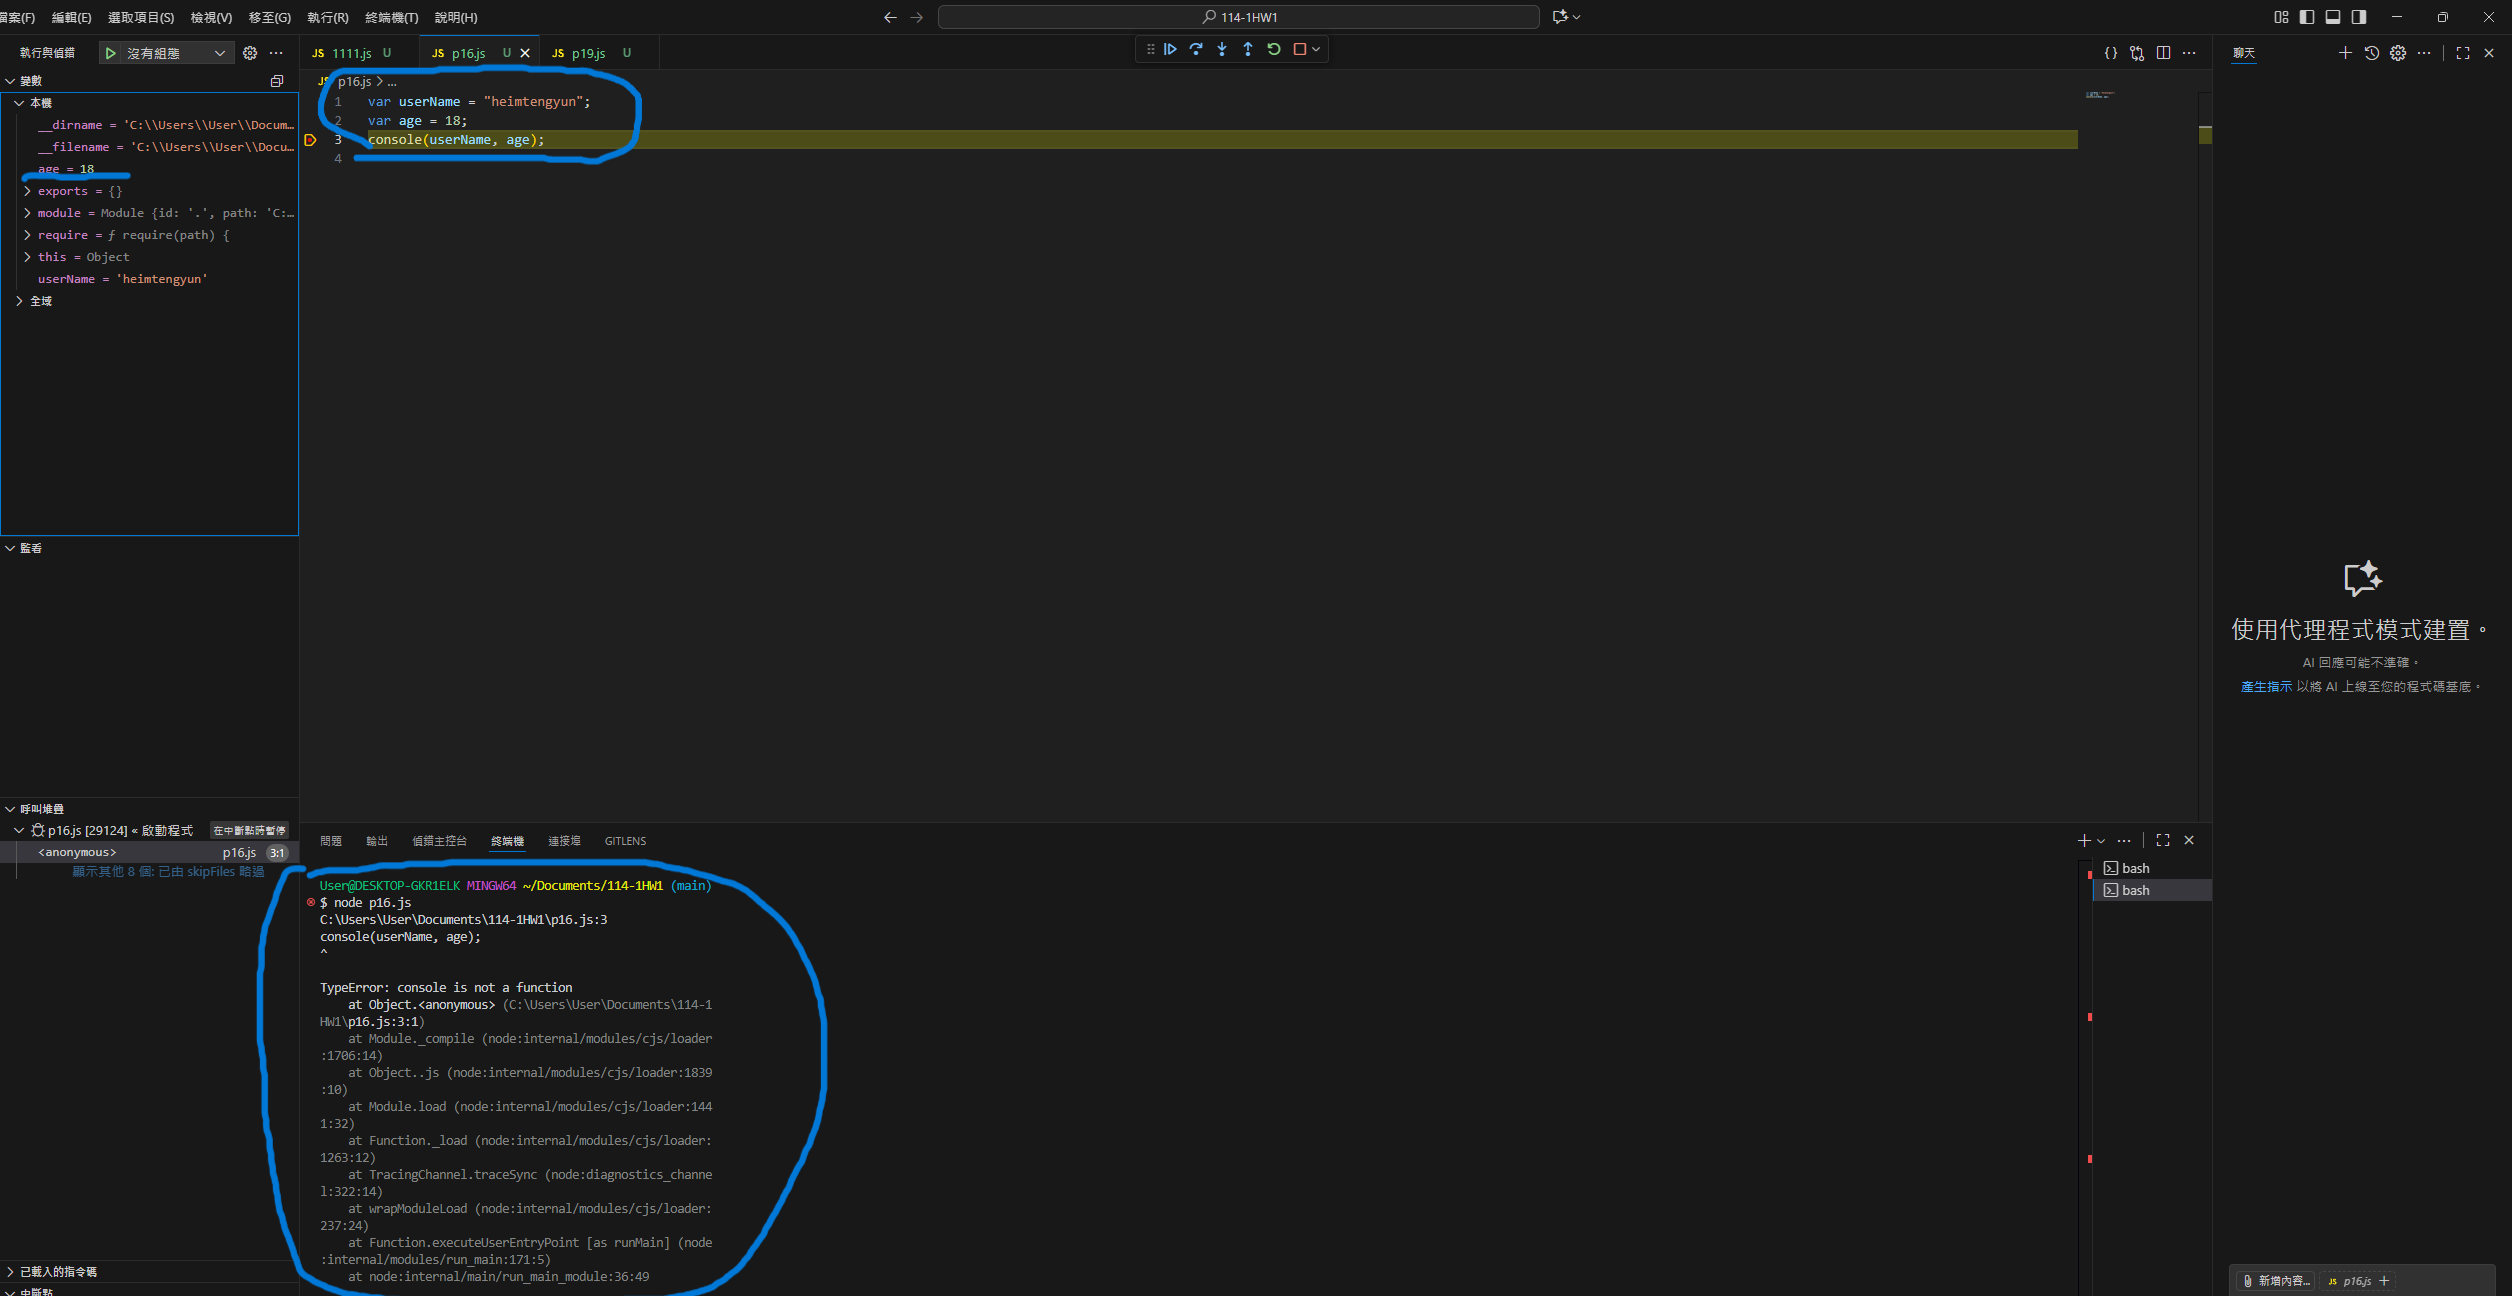 檔案(F) 編輯(E) 選取項目(S) 檢視(V) 移至(G) 執行(R) 終端機(T) 說明(H)
114-1HW1
執行與偵錯 沒有組態
JS 1111.js U JS p16.js U JS p19.js U
聊天
變數
本機
__dirname = 'C:\\Users\\User\\Docum…
__filename = 'C:\\Users\\User\\Docu…
age = 18
exports = {}
module = Module {id: '.', path: 'C:…
require = ƒ require(path) {
this = Object
userName = 'heimtengyun'
全域
監看
呼叫堆疊
p16.js [29124] « 啟動程式 在中斷點時暫停
<anonymous> p16.js 3:1
顯示其他 8 個: 已由 skipFiles 略過
已載入的指令碼
中斷點
JS p16.js > ...
1 var userName = "heimtengyun";
2 var age = 18;
3 console(userName, age);
4
問題 輸出 偵錯主控台 終端機 連接埠 GITLENS
User@DESKTOP-GKR1ELK MINGW64 ~/Documents/114-1HW1 (main)
$ node p16.js
C:\Users\User\Documents\114-1HW1\p16.js:3
console(userName, age);
^
TypeError: console is not a function
at Object.<anonymous> (C:\Users\User\Documents\114-1
HW1\p16.js:3:1)
at Module._compile (node:internal/modules/cjs/loader
:1706:14)
at Object..js (node:internal/modules/cjs/loader:1839
:10)
at Module.load (node:internal/modules/cjs/loader:144
1:32)
at Function._load (node:internal/modules/cjs/loader:
1263:12)
at TracingChannel.traceSync (node:diagnostics_channe
l:322:14)
at wrapModuleLoad (node:internal/modules/cjs/loader:
237:24)
at Function.executeUserEntryPoint [as runMain] (node
:internal/modules/run_main:171:5)
at node:internal/main/run_main_module:36:49
bash
bash
使用代理程式模式建置。
AI 回應可能不準確。
產生指示 以將 AI 上線至您的程式碼基底。
新增內容... JS p16.js